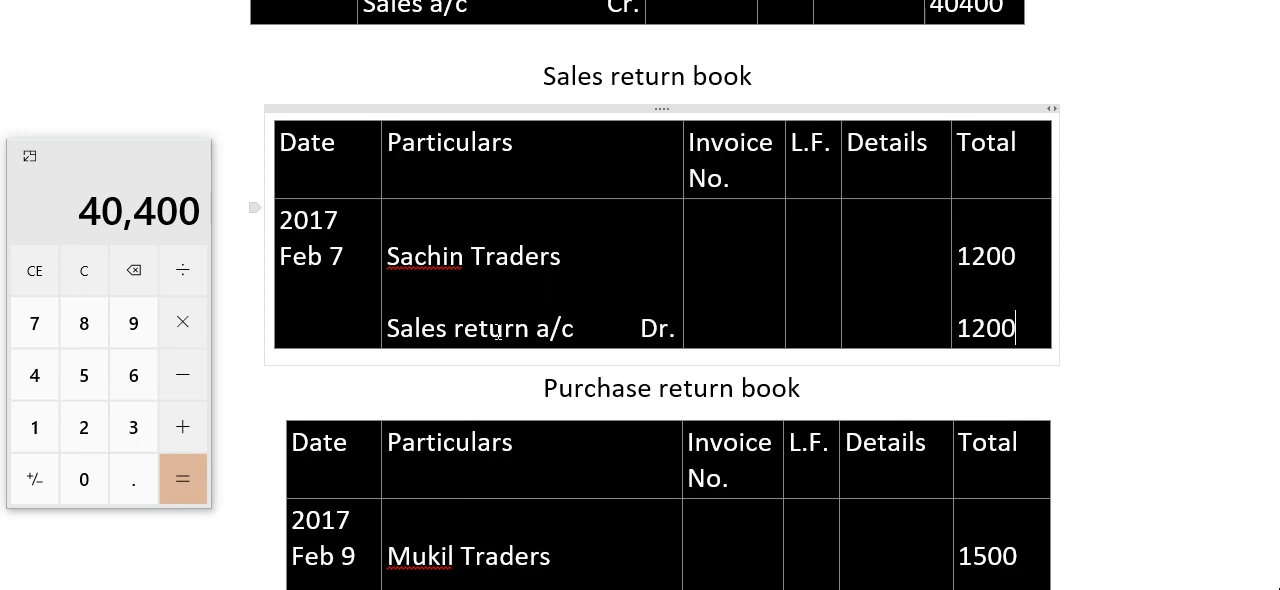 Sales a/c Cr. 40400
Sales return book
Date Particulars Invoice No. L.F. Details Total
2017
Feb 7 Sachin Traders 1200
Sales return a/c Dr. 1200
Purchase return book
Date Particulars Invoice No. L.F. Details Total
2017
Feb 9 Mukil Traders 1500
40,400
CE C ⌫ ÷
7 8 9 ×
4 5 6 −
1 2 3 +
+/− 0 . =